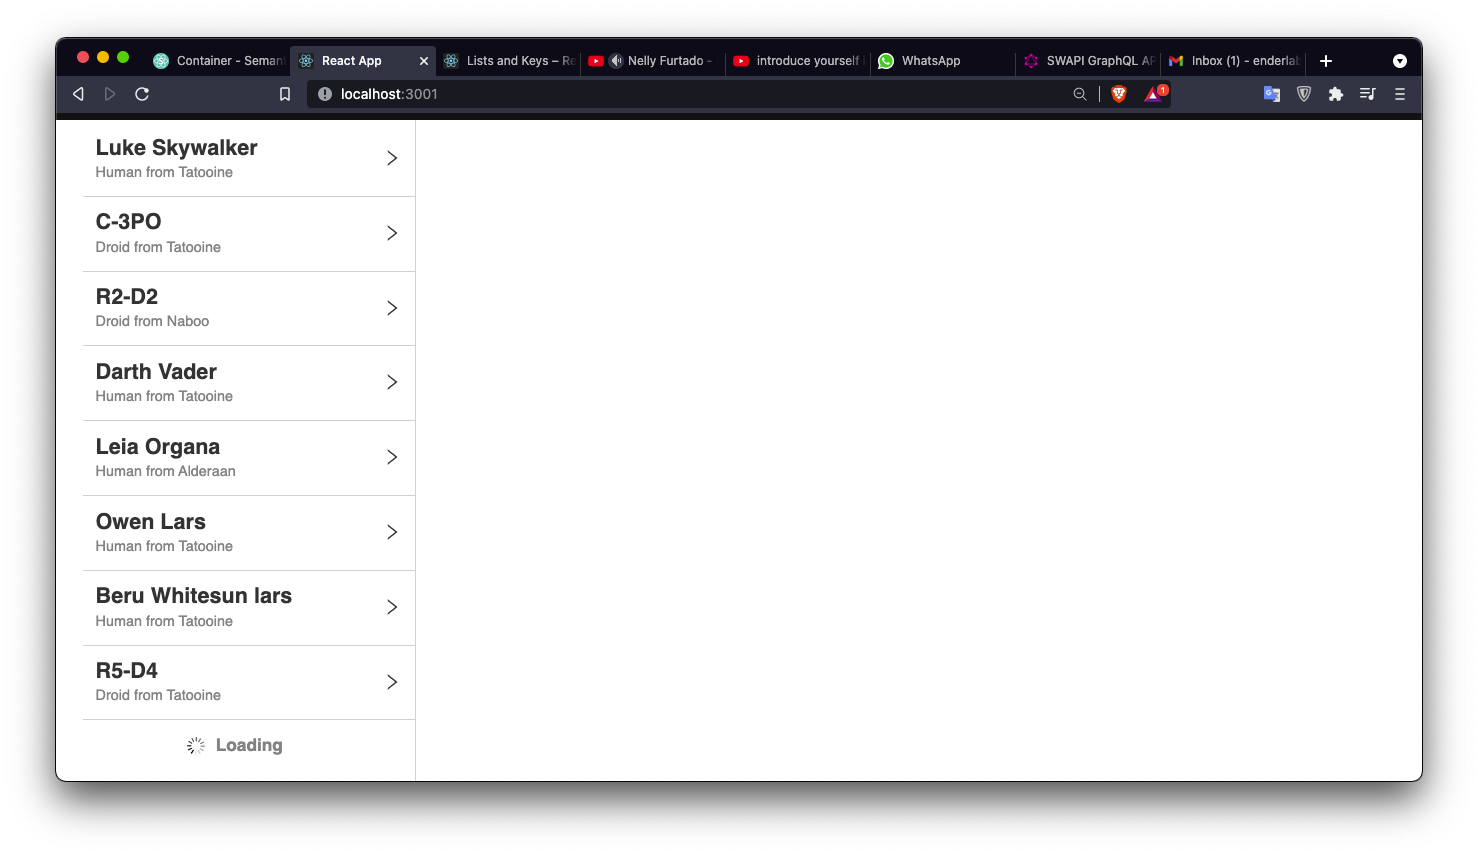 Container - Seman
React App
Lists and Keys – Re
Nelly Furtado -
introduce yourself i
WhatsApp
SWAPI GraphQL AP
Inbox (1) - enderlab
localhost:3001
1
Luke Skywalker
Human from Tatooine
C-3PO
Droid from Tatooine
R2-D2
Droid from Naboo
Darth Vader
Human from Tatooine
Leia Organa
Human from Alderaan
Owen Lars
Human from Tatooine
Beru Whitesun lars
Human from Tatooine
R5-D4
Droid from Tatooine
Loading